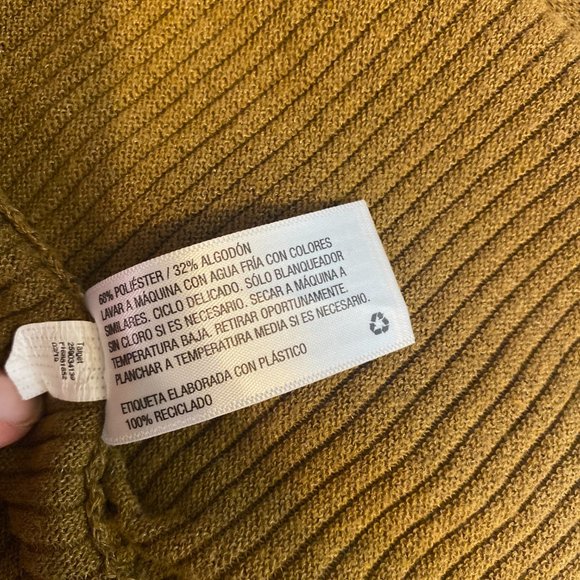 68% POLIÉSTER / 32% ALGODÓN
LAVAR A MÁQUINA CON AGUA FRÍA CON COLORES
SIMILARES. CICLO DELICADO. SÓLO BLANQUEADOR
SIN CLORO SI ES NECESARIO. SECAR A MÁQUINA A
TEMPERATURA BAJA. RETIRAR OPORTUNAMENTE.
PLANCHAR A TEMPERATURA MEDIA SI ES NECESARIO.
ETIQUETA ELABORADA CON PLÁSTICO
100% RECICLADO
Target